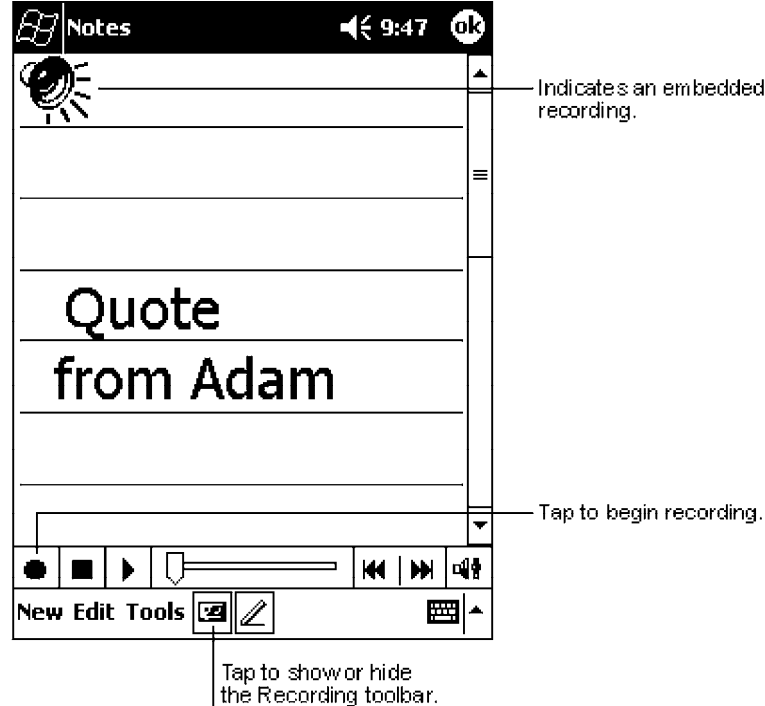 Notes 9:47 ok
Indicates an embedded
recording.
Quote
from Adam
Tap to begin recording.
New Edit Tools
Tap to show or hide
the Recording toolbar.